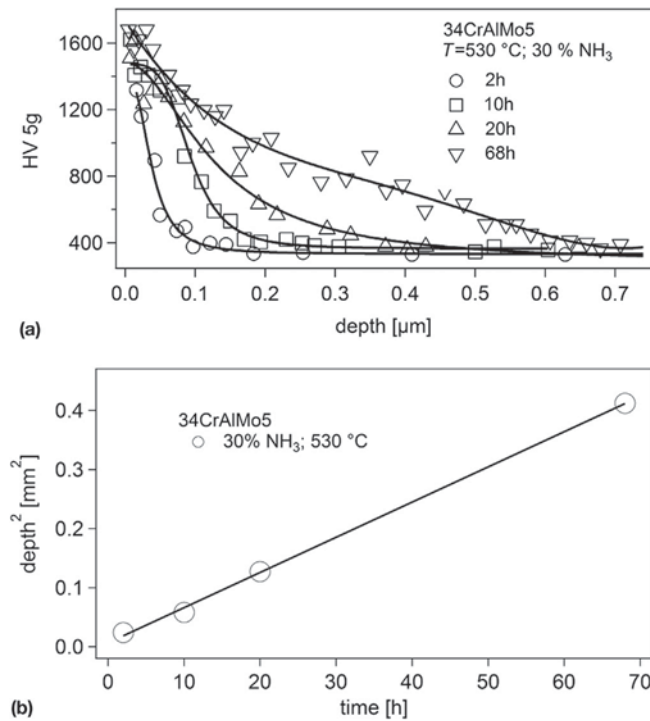 34CrAlMo5
T=530 °C; 30 % NH₃
2h
10h
20h
68h
1600
1200
800
400
HV 5g
0.0 0.1 0.2 0.3 0.4 0.5 0.6 0.7
depth [µm]
(a)
34CrAlMo5
30% NH₃; 530 °C
0.4
0.3
0.2
0.1
0.0
depth² [mm²]
0 10 20 30 40 50 60 70
time [h]
(b)